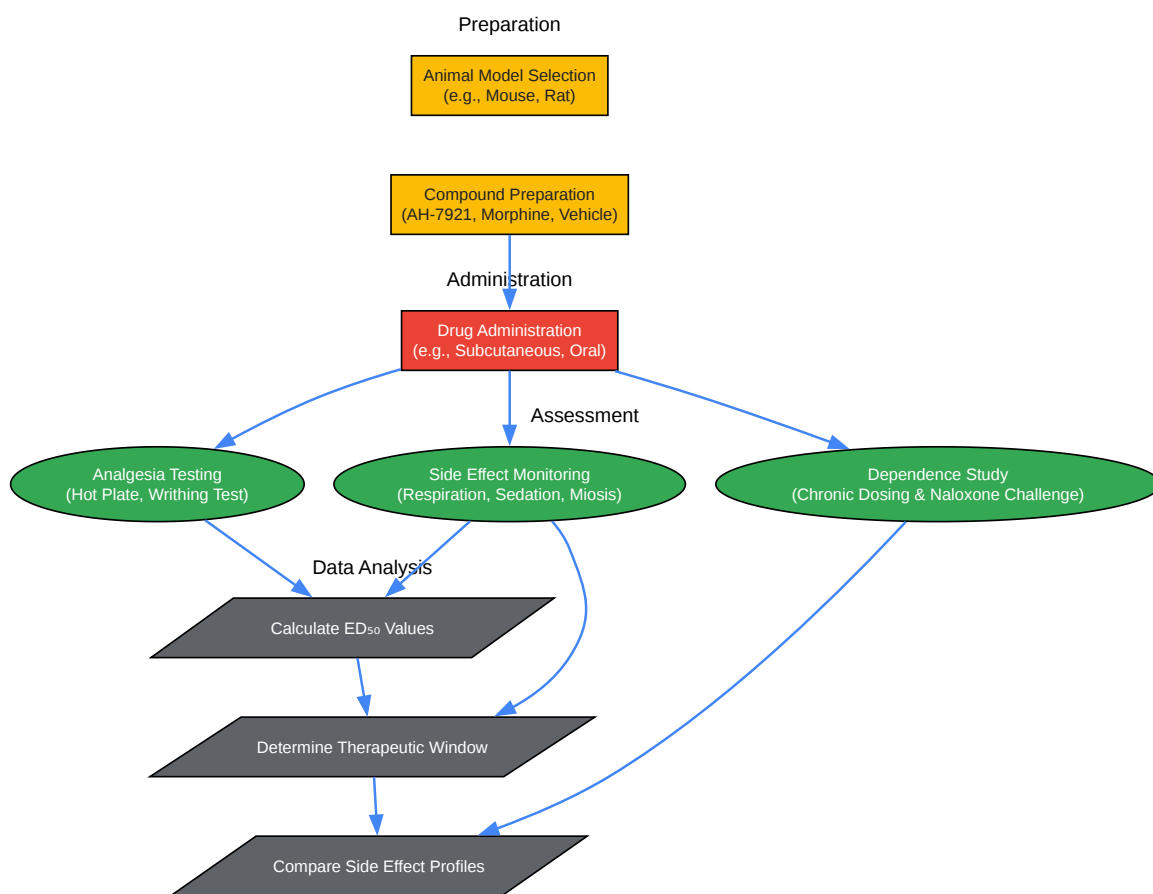 Preparation
Animal Model Selection
(e.g., Mouse, Rat)
Compound Preparation
(AH-7921, Morphine, Vehicle)
Administration
Drug Administration
(e.g., Subcutaneous, Oral)
Assessment
Analgesia Testing
(Hot Plate, Writhing Test)
Side Effect Monitoring
(Respiration, Sedation, Miosis)
Dependence Study
(Chronic Dosing & Naloxone Challenge)
Data Analysis
Calculate ED₅₀ Values
Determine Therapeutic Window
Compare Side Effect Profiles